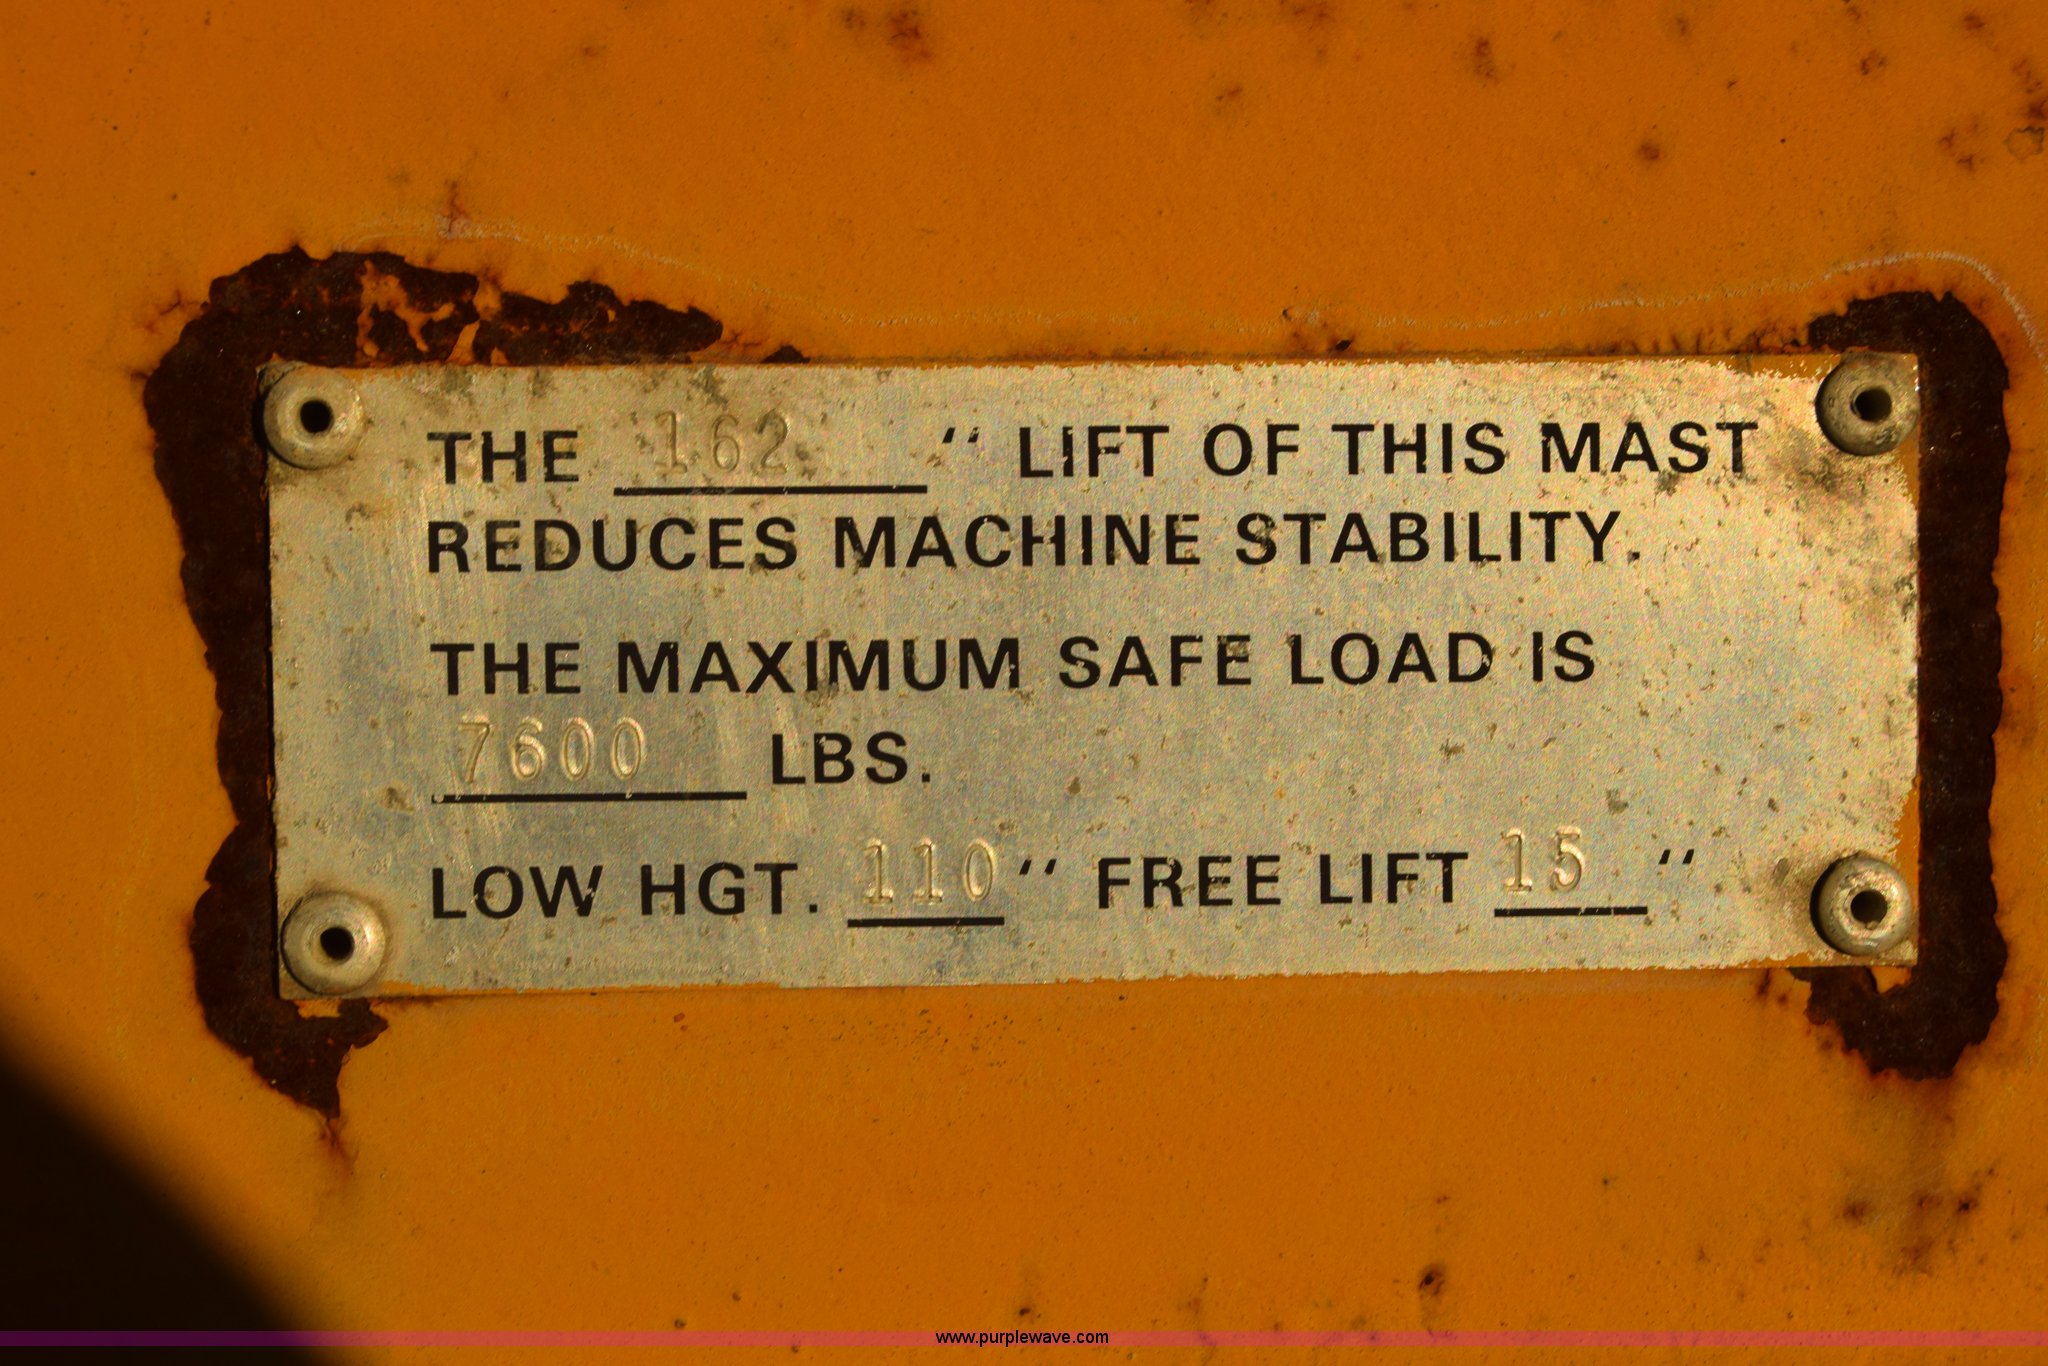 THE 162 “ LIFT OF THIS MAST
REDUCES MACHINE STABILITY.
THE MAXIMUM SAFE LOAD IS
7600 LBS.
LOW HGT. 110 “ FREE LIFT 15 “
www.purplewave.com